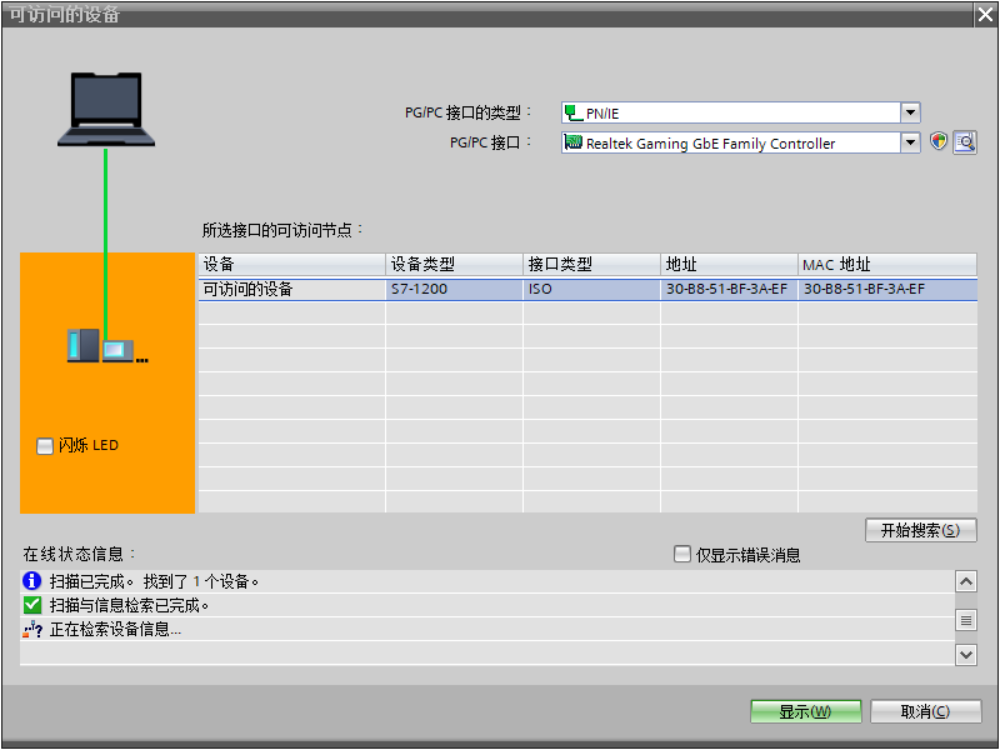 可访问的设备
PG/PC 接口的类型：
PN/IE
PG/PC 接口：
Realtek Gaming GbE Family Controller
所选接口的可访问节点：
设备 设备类型 接口类型 地址 MAC 地址
可访问的设备 S7-1200 ISO 30-B8-51-BF-3A-EF 30-B8-51-BF-3A-EF
闪烁 LED
开始搜索(S)
在线状态信息：
仅显示错误消息
扫描已完成。找到了 1 个设备。
扫描与信息检索已完成。
正在检索设备信息...
显示(W)
取消(C)